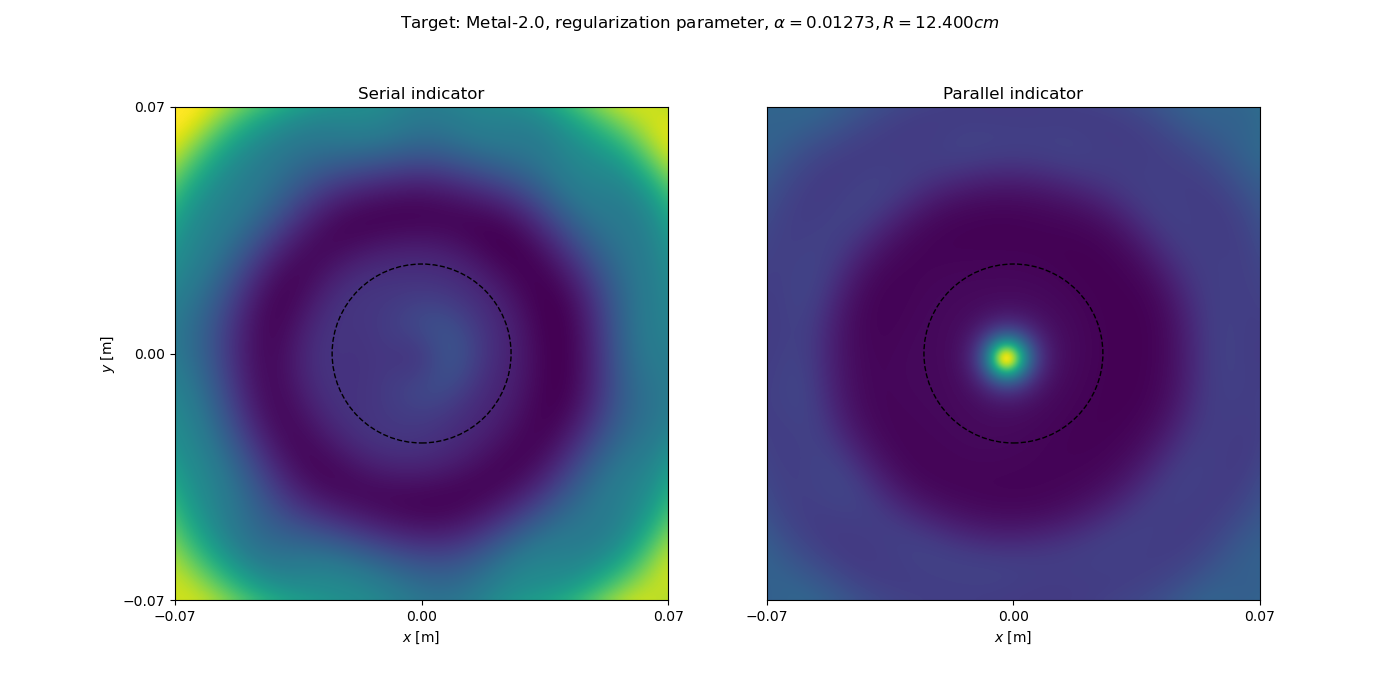 Target: Metal-2.0, regularization parameter, α = 0.01273, R = 12.400cm
Serial indicator
Parallel indicator
0.07
0.00
−0.07
y [m]
−0.07
0.00
0.07
−0.07
0.00
0.07
x [m]
x [m]